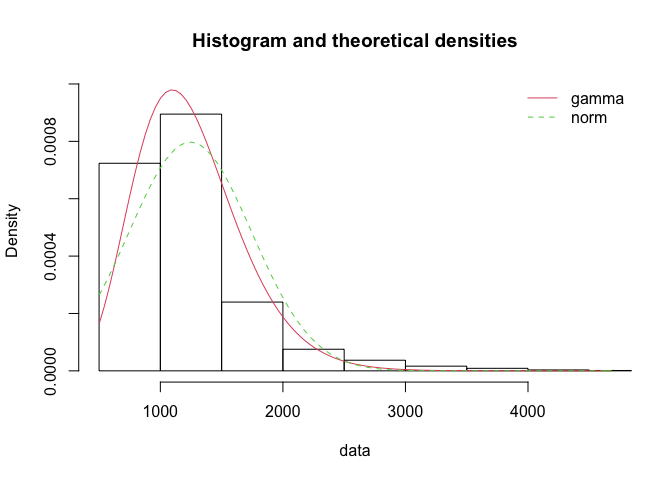 Histogram and theoretical densities
gamma
norm
Density
0.0008
0.0004
0.0000
1000 2000 3000 4000
data